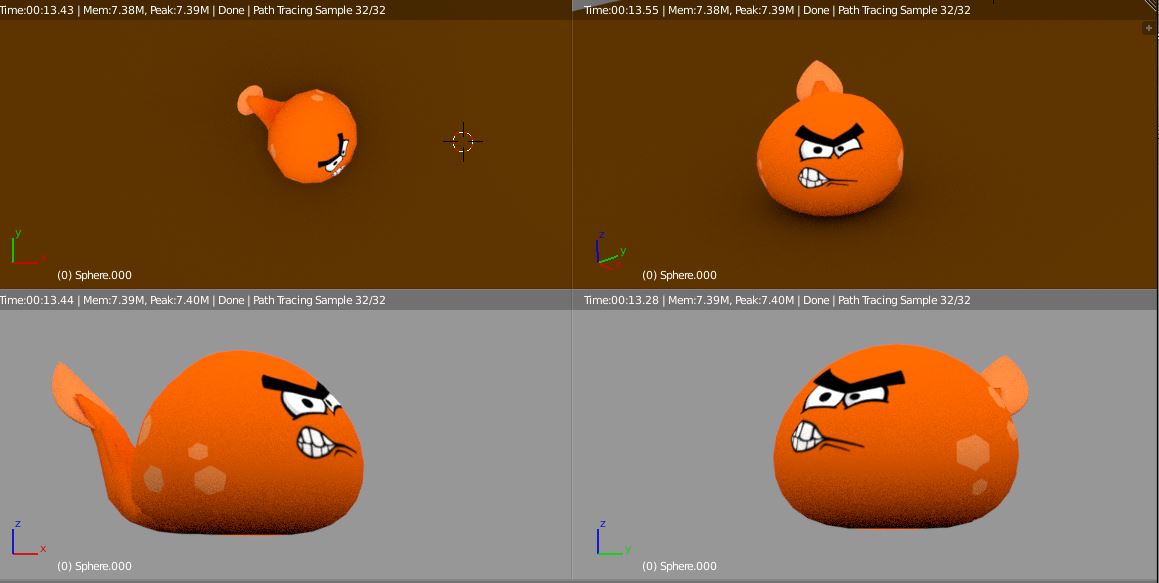 Time:00:13.43 | Mem:7.38M, Peak:7.39M | Done | Path Tracing Sample 32/32
Time:00:13.55 | Mem:7.38M, Peak:7.39M | Done | Path Tracing Sample 32/32
y
x
(0) Sphere.000
z
y
x
(0) Sphere.000
Time:00:13.44 | Mem:7.39M, Peak:7.40M | Done | Path Tracing Sample 32/32
Time:00:13.28 | Mem:7.39M, Peak:7.40M | Done | Path Tracing Sample 32/32
z
x
(0) Sphere.000
z
y
(0) Sphere.000